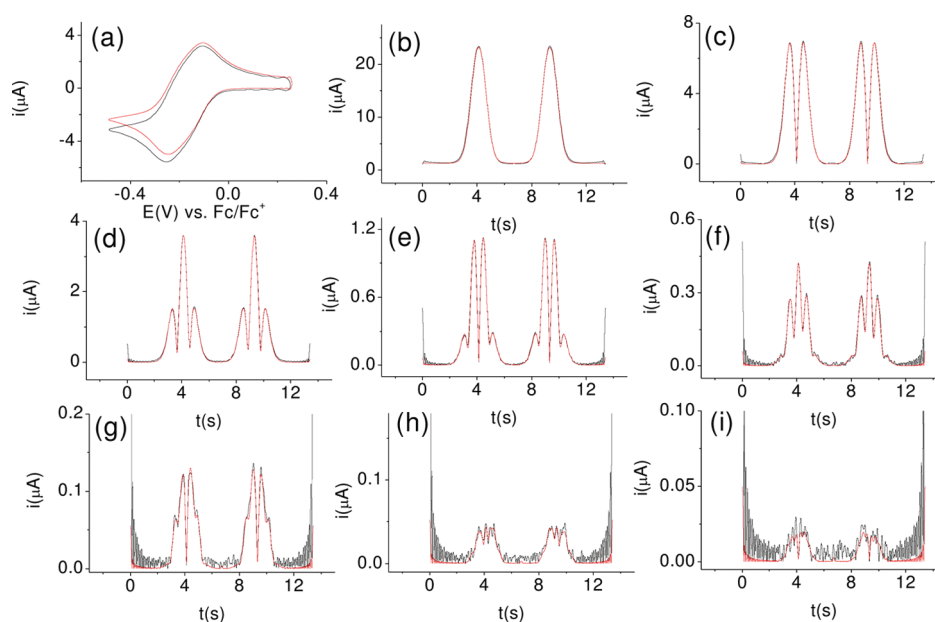 (a)
i(μA)
4
0
-4
-0.4
0.0
0.4
E(V) vs. Fc/Fc+
(b)
i(μA)
20
10
0
0
4
8
12
t(s)
(c)
i(μA)
8
4
0
0
4
8
12
t(s)
(d)
i(μA)
4
2
0
0
4
8
12
t(s)
(e)
i(μA)
1.2
0.6
0.0
0
4
8
12
t(s)
(f)
i(μA)
0.6
0.3
0.0
0
4
8
12
t(s)
(g)
i(μA)
0.2
0.1
0.0
0
4
8
12
t(s)
(h)
i(μA)
0.1
0.0
0
4
8
12
t(s)
(i)
i(μA)
0.10
0.05
0.00
0
4
8
12
t(s)